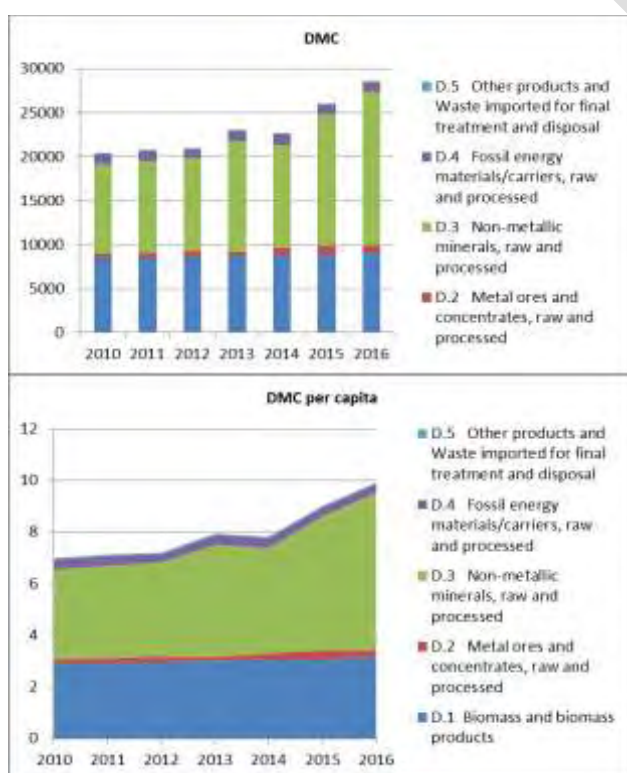 DMC
30000
25000
20000
15000
10000
5000
0
2010 2011 2012 2013 2014 2015 2016
D.5 Other products and
Waste imported for final
treatment and disposal
D.4 Fossil energy
materials/carriers, raw
and processed
D.3 Non-metallic
minerals, raw and
processed
D.2 Metal ores and
concentrates, raw and
processed
DMC per capita
12
10
8
6
4
2
0
2010 2011 2012 2013 2014 2015 2016
D.5 Other products and
Waste imported for final
treatment and disposal
D.4 Fossil energy
materials/carriers, raw
and processed
D.3 Non-metallic
minerals, raw and
processed
D.2 Metal ores and
concentrates, raw and
processed
D.1 Biomass and biomass
products